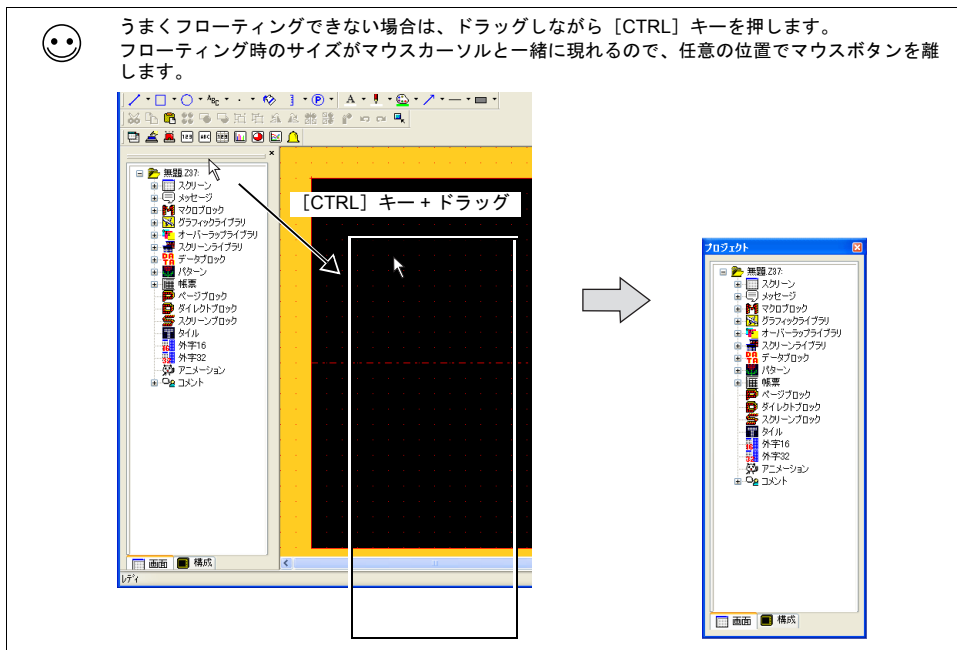 うまくフローティングできない場合は、ドラッグしながら［CTRL］キーを押します。
フローティング時のサイズがマウスカーソルと一緒に現れるので、任意の位置でマウスボタンを離
します。
無題.Z37:
スクリーン
メッセージ
マクロブロック
グラフィックライブラリ
オーバーラップライブラリ
スクリーンライブラリ
データブロック
パターン
帳票
ページブロック
ダイレクトブロック
スクリーンブロック
タイル
外字16
外字32
アニメーション
コメント
画面
構成
レディ
［CTRL］キー + ドラッグ
プロジェクト
無題.Z37:
スクリーン
メッセージ
マクロブロック
グラフィックライブラリ
オーバーラップライブラリ
スクリーンライブラリ
データブロック
パターン
帳票
ページブロック
ダイレクトブロック
スクリーンブロック
タイル
外字16
外字32
アニメーション
コメント
画面
構成